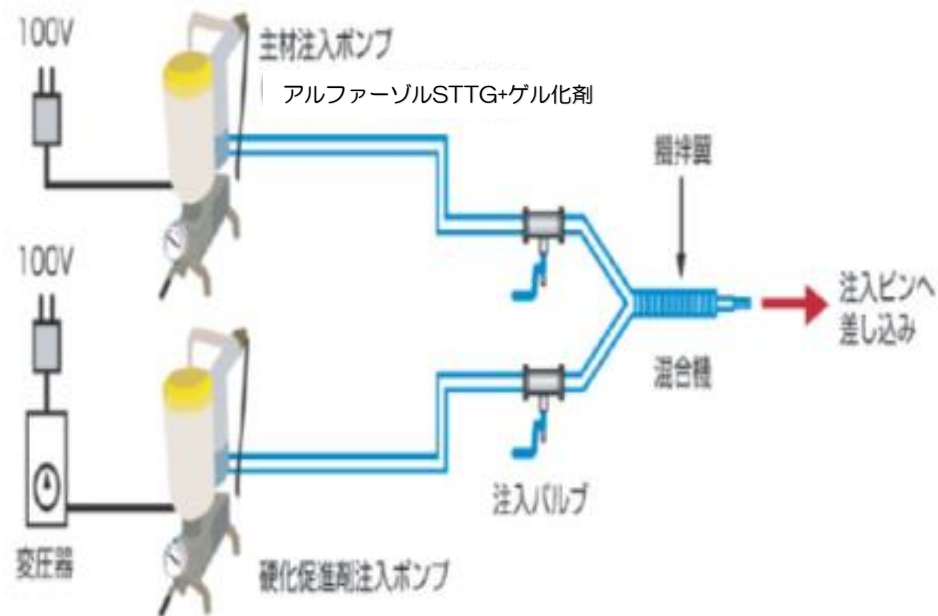 100V
主材注入ポンプ
アルファーゾルSTTG+ゲル化剤
攪拌翼
100V
注入ピンへ
差し込み
混合機
注入バルブ
変圧器
硬化促進剤注入ポンプ